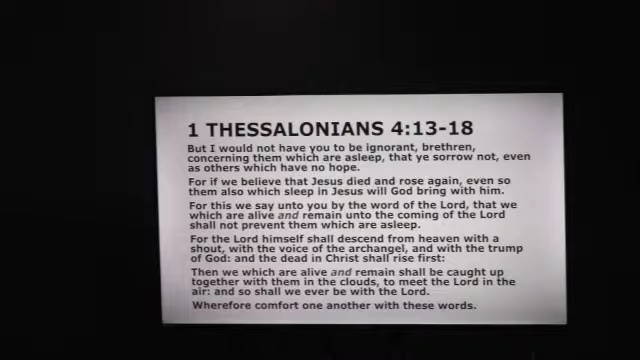 1 THESSALONIANS 4:13-18
But I would not have you to be ignorant, brethren,
concerning them which are asleep, that ye sorrow not, even
as others which have no hope.
For if we believe that Jesus died and rose again, even so
them also which sleep in Jesus will God bring with him.
For this we say unto you by the word of the Lord, that we
which are alive and remain unto the coming of the Lord
shall not prevent them which are asleep.
For the Lord himself shall descend from heaven with a
shout, with the voice of the archangel, and with the trump
of God: and the dead in Christ shall rise first:
Then we which are alive and remain shall be caught up
together with them in the clouds, to meet the Lord in the
air: and so shall we ever be with the Lord.
Wherefore comfort one another with these words.